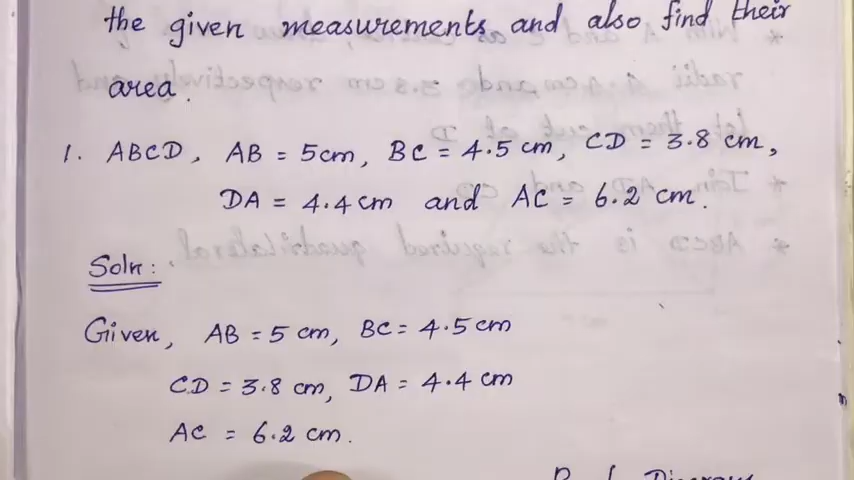 the given measurements and also find their
area.
1. ABCD, AB = 5cm, BC = 4.5 cm, CD = 3.8 cm,
DA = 4.4 cm and AC = 6.2 cm.
Soln:
Given, AB = 5 cm, BC = 4.5 cm
CD = 3.8 cm, DA = 4.4 cm
AC = 6.2 cm.